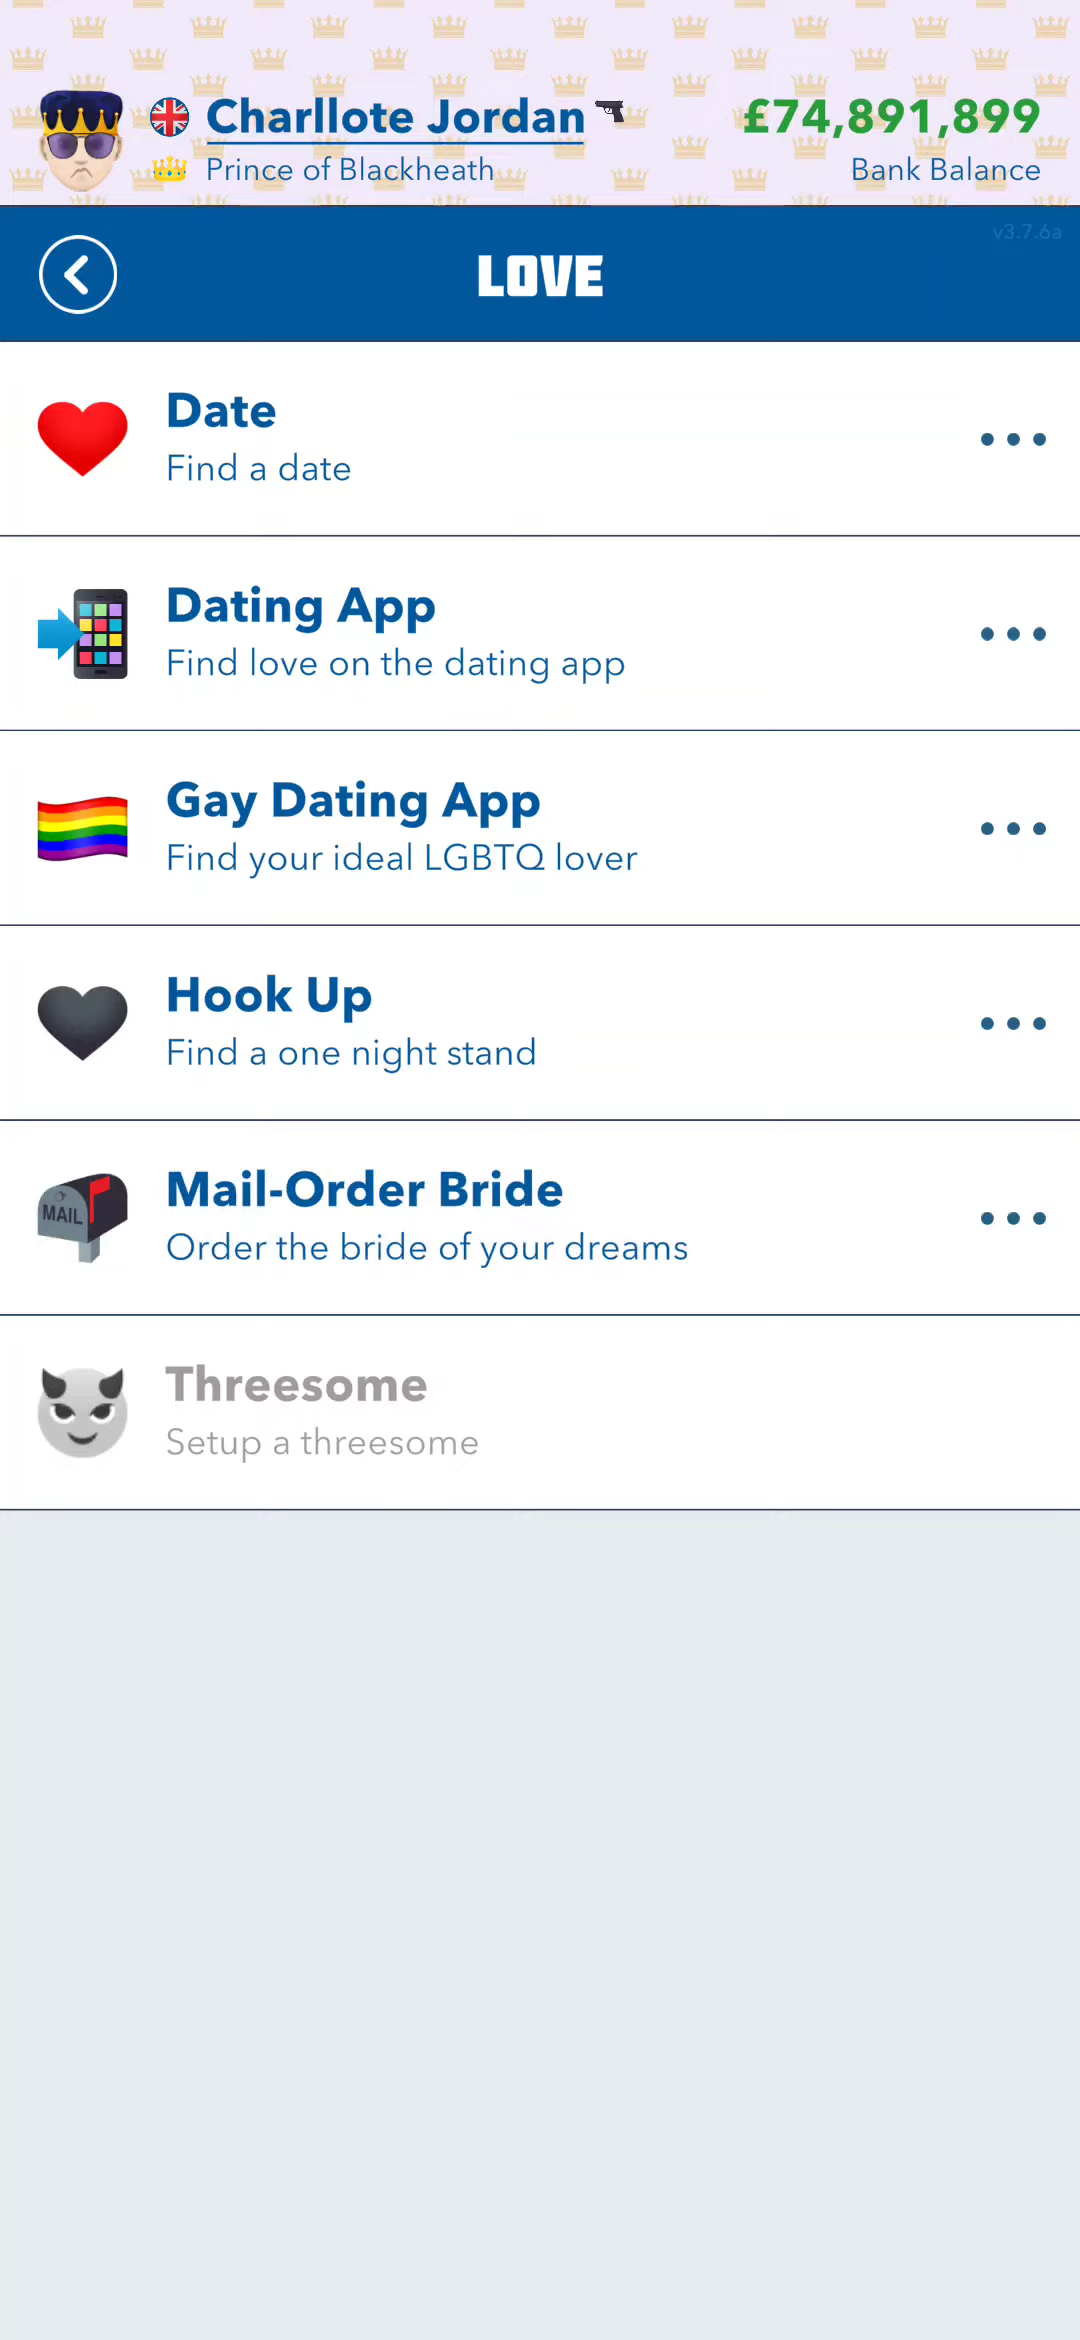 Charllote Jordan
£74,891,899
Prince of Blackheath
Bank Balance
v3.7.6a
LOVE
Date
Find a date
Dating App
Find love on the dating app
Gay Dating App
Find your ideal LGBTQ lover
Hook Up
Find a one night stand
MAIL
Mail-Order Bride
Order the bride of your dreams
Threesome
Setup a threesome